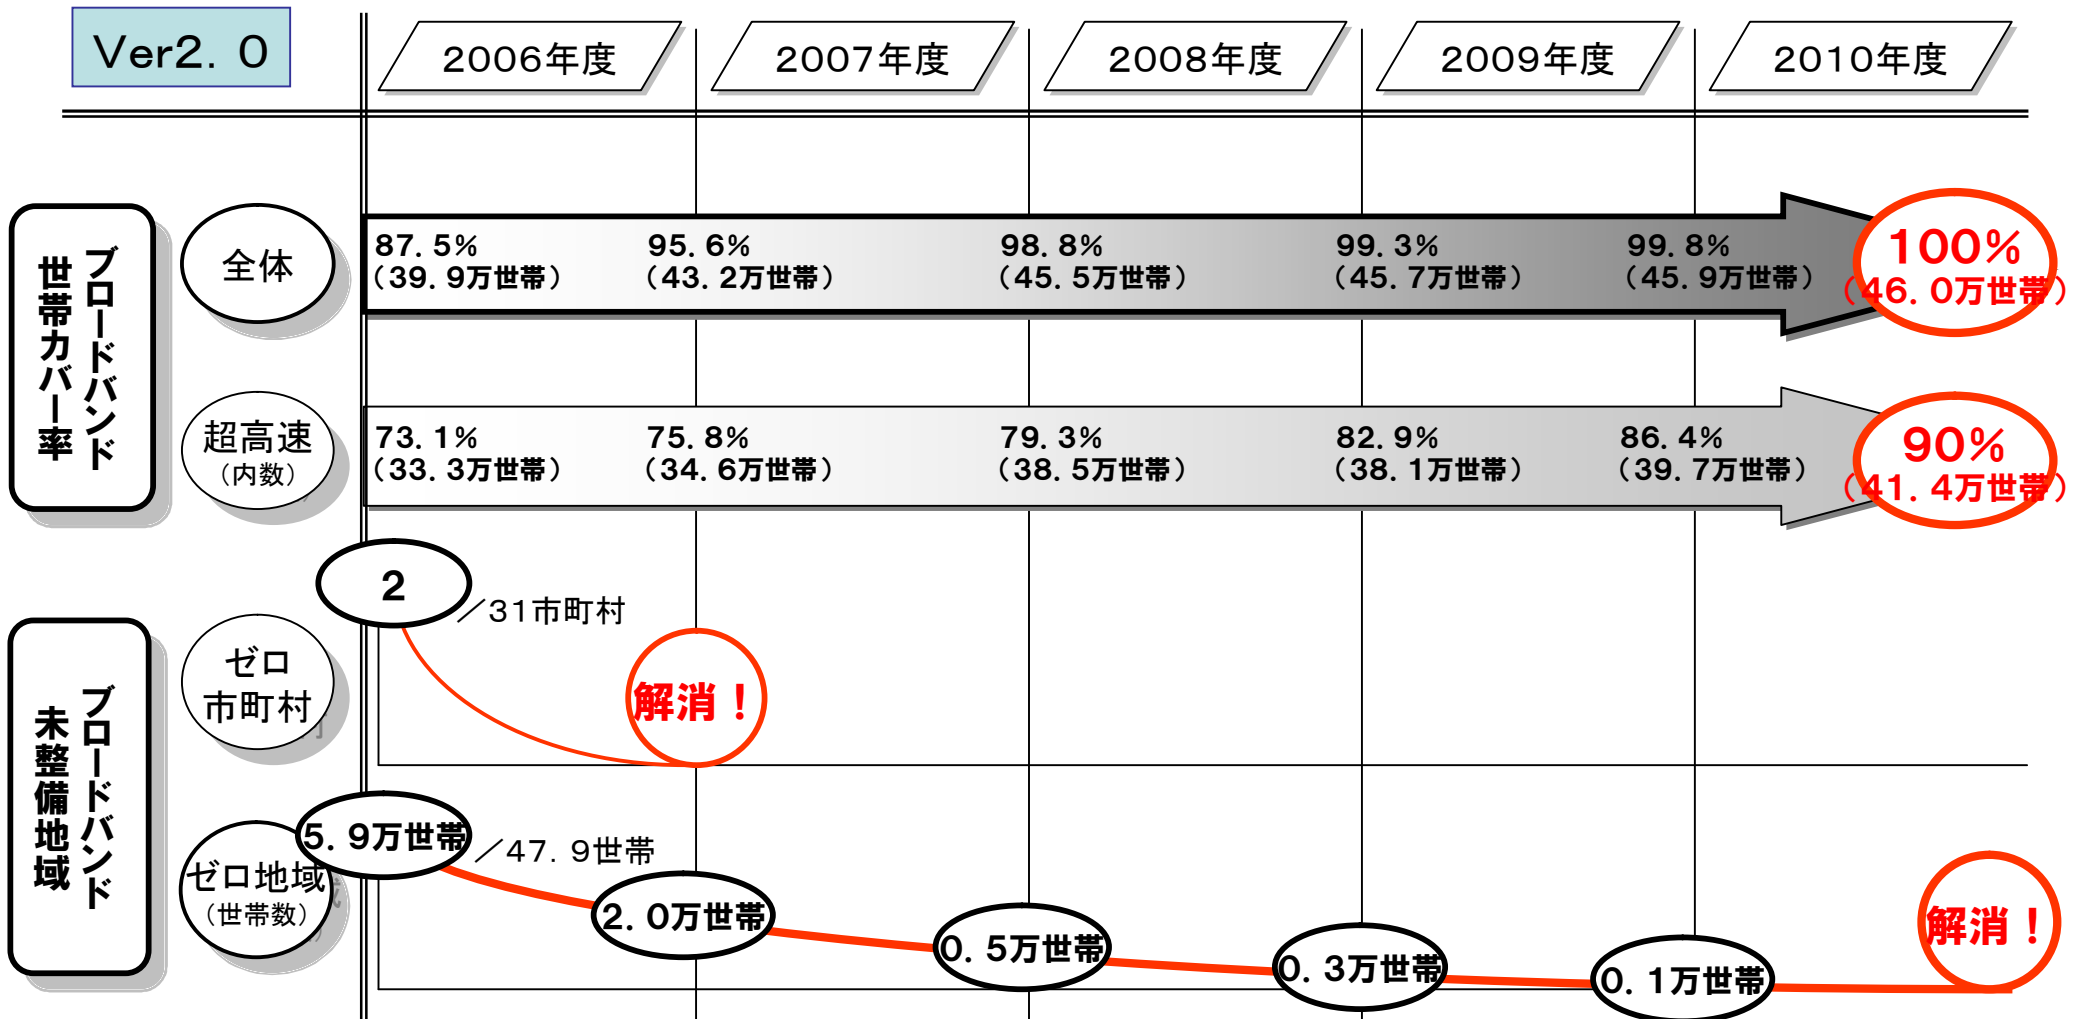 Ver2．0
2006年度
2007年度
2008年度
2009年度
2010年度
ブロードバンド
世帯カバー率
全体
87．5%
（39．9万世帯）
95．6%
（43．2万世帯）
98．8%
（45．5万世帯）
99．3%
（45．7万世帯）
99．8%
（45．9万世帯）
100%
（46．0万世帯）
超高速
（内数）
73．1%
（33．3万世帯）
75．8%
（34．6万世帯）
79．3%
（38．5万世帯）
82．9%
（38．1万世帯）
86．4%
（39．7万世帯）
90%
（41．4万世帯）
ブロードバンド
未整備地域
ゼロ
市町村
2
／31市町村
解消！
ゼロ地域
（世帯数）
5．9万世帯
／47．9世帯
2．0万世帯
0．5万世帯
0．3万世帯
0．1万世帯
解消！